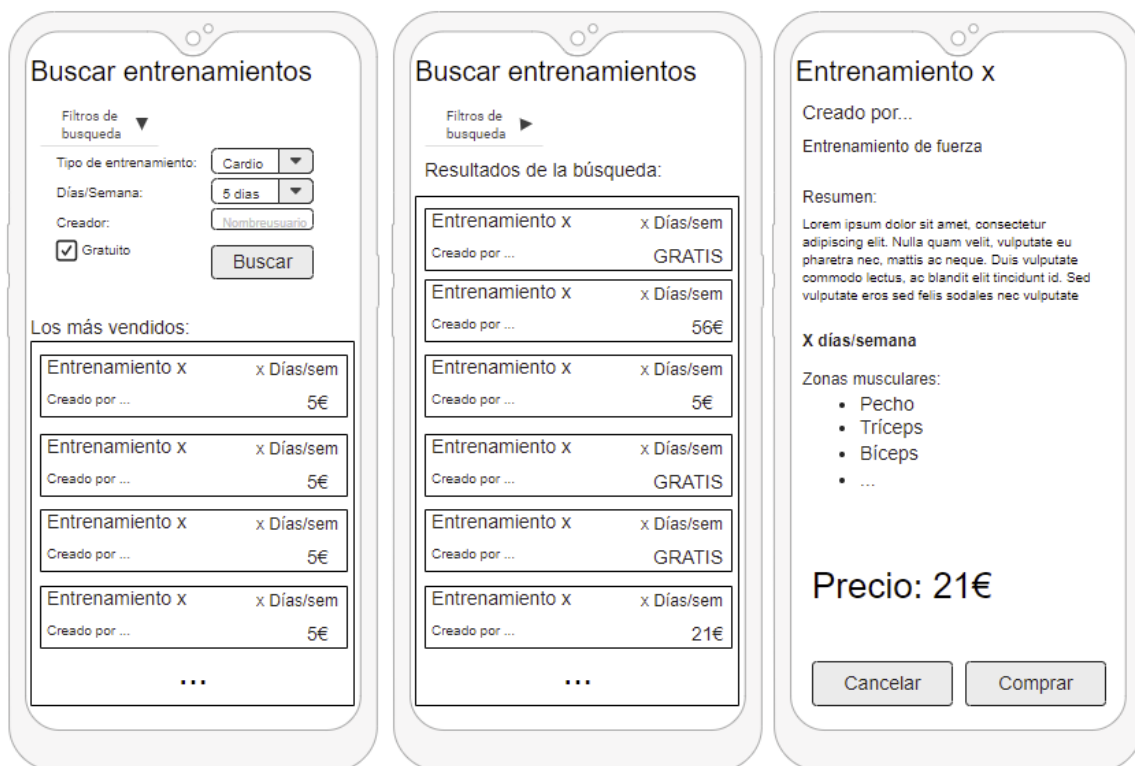 Buscar entrenamientos
Filtros de
busqueda
Tipo de entrenamiento: Cardio
Días/Semana: 5 dias
Creador: Nombreusuario
Gratuito
Buscar
Los más vendidos:
Entrenamiento x x Días/sem
Creado por ... 5€
Entrenamiento x x Días/sem
Creado por ... 5€
Entrenamiento x x Días/sem
Creado por ... 5€
Entrenamiento x x Días/sem
Creado por ... 5€
...
Buscar entrenamientos
Filtros de
busqueda
Resultados de la búsqueda:
Entrenamiento x x Días/sem
Creado por ... GRATIS
Entrenamiento x x Días/sem
Creado por ... 56€
Entrenamiento x x Días/sem
Creado por ... 5€
Entrenamiento x x Días/sem
Creado por ... GRATIS
Entrenamiento x x Días/sem
Creado por ... GRATIS
Entrenamiento x x Días/sem
Creado por ... 21€
...
Entrenamiento x
Creado por...
Entrenamiento de fuerza
Resumen:
Lorem ipsum dolor sit amet, consectetur
adipiscing elit. Nulla quam velit, vulputate eu
pharetra nec, mattis ac neque. Duis vulputate
commodo lectus, ac blandit elit tincidunt id. Sed
vulputate eros sed felis sodales nec vulputate
X días/semana
Zonas musculares:
• Pecho
• Tríceps
• Bíceps
• ...
Precio: 21€
Cancelar Comprar